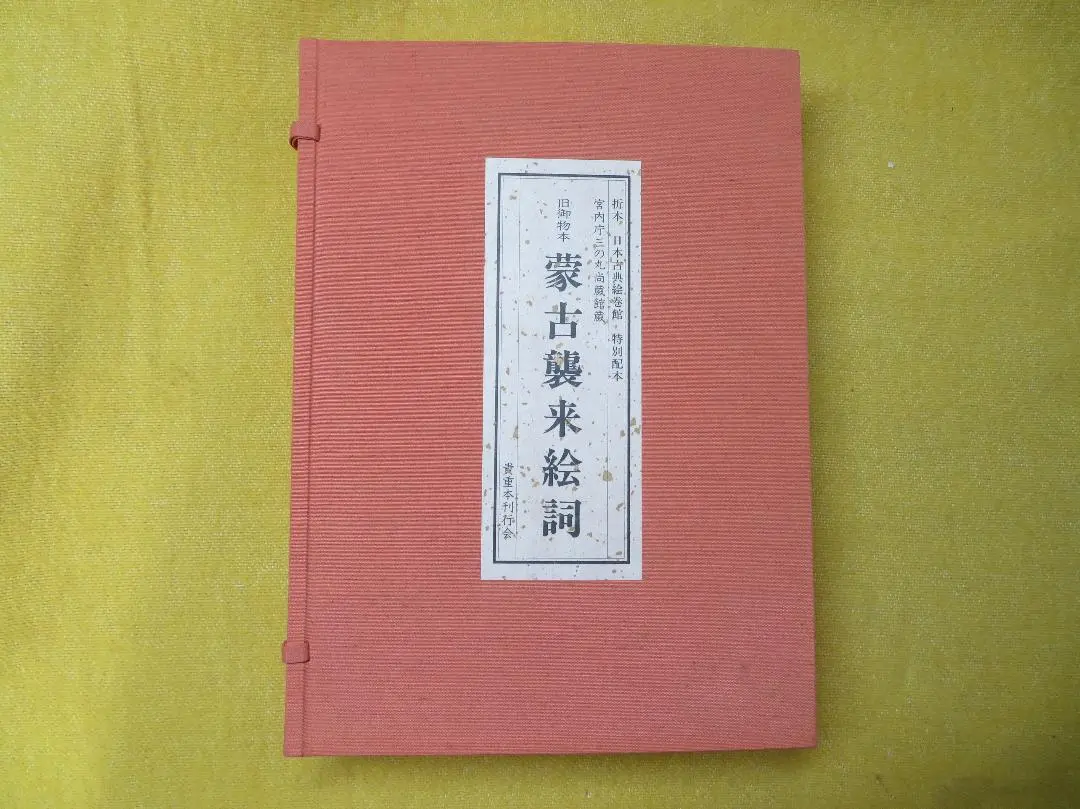 折本 日本古典絵巻館 特別配本
宮内庁三の丸尚蔵館蔵
旧御物本 蒙古襲来絵詞
貴重本刊行会